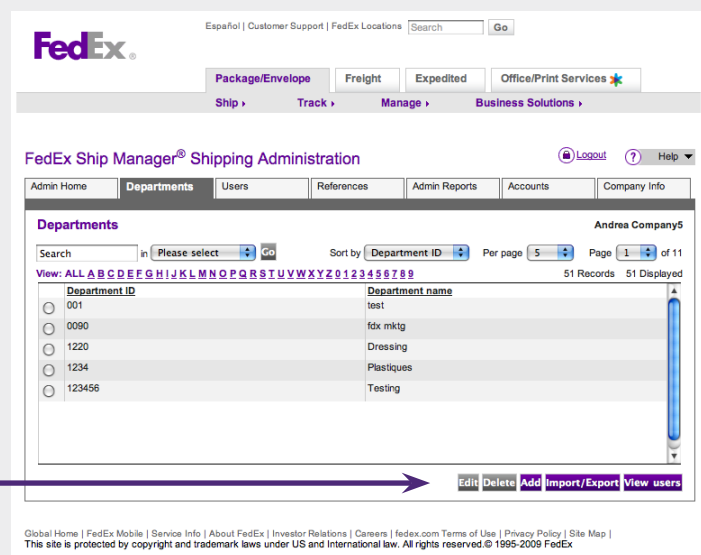 Español | Customer Support | FedEx Locations Search Go
FedEx®
Package/Envelope Freight Expedited Office/Print Services
Ship Track Manage Business Solutions
FedEx Ship Manager® Shipping Administration Logout ? Help
Admin Home Departments Users References Admin Reports Accounts Company Info
Departments Andrea Company5
Search in Please select Go Sort by Department ID Per page 5 Page 1 of 11
View: ALL A B C D E F G H I J K L M N O P Q R S T U V W X Y Z 0 1 2 3 4 5 6 7 8 9 51 Records 51 Displayed
Department ID Department name
001 test
0090 fdx mktg
1220 Dressing
1234 Plastiques
123456 Testing
Edit Delete Add Import/Export View users
Global Home | FedEx Mobile | Service Info | About FedEx | Investor Relations | Careers | fedex.com Terms of Use | Privacy Policy | Site Map |
This site is protected by copyright and trademark laws under US and International law. All rights reserved.© 1995-2009 FedEx